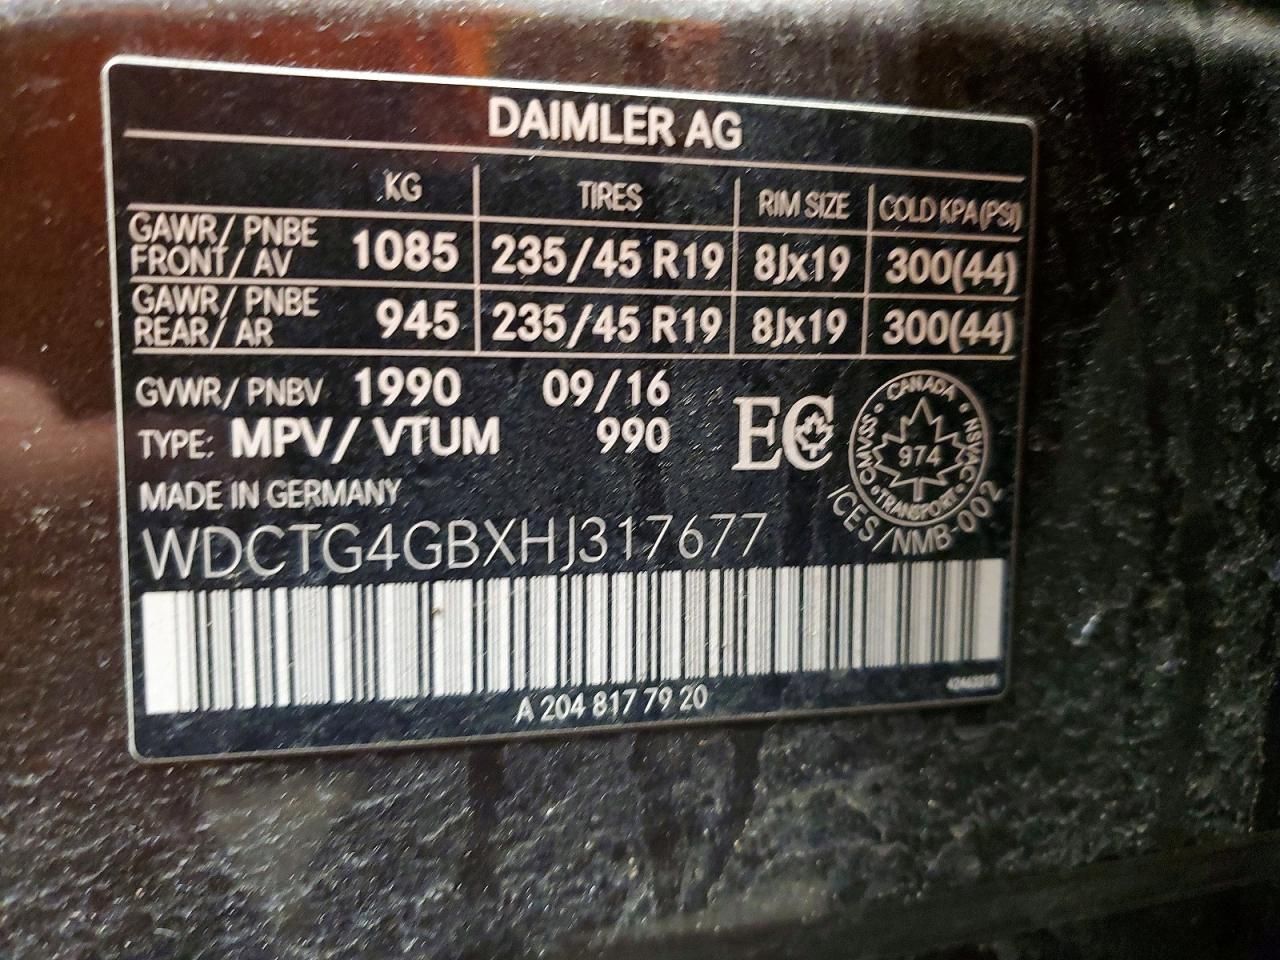 DAIMLER AG
KG TIRES RIM SIZE COLD KPA(PSI)
GAWR/ PNBE FRONT/ AV 1085 235/45 R19 8Jx19 300(44)
GAWR/ PNBE REAR/ AR 945 235/45 R19 8Jx19 300(44)
GVWR/ PNBV 1990 09/16
TYPE: MPV/ VTUM 990
EC
CANADA • NSVAC • TRANSPORT • CMVSS •
974
ICES/NMB-002
MADE IN GERMANY
WDCTG4GBXHJ317677
A 204 817 79 20